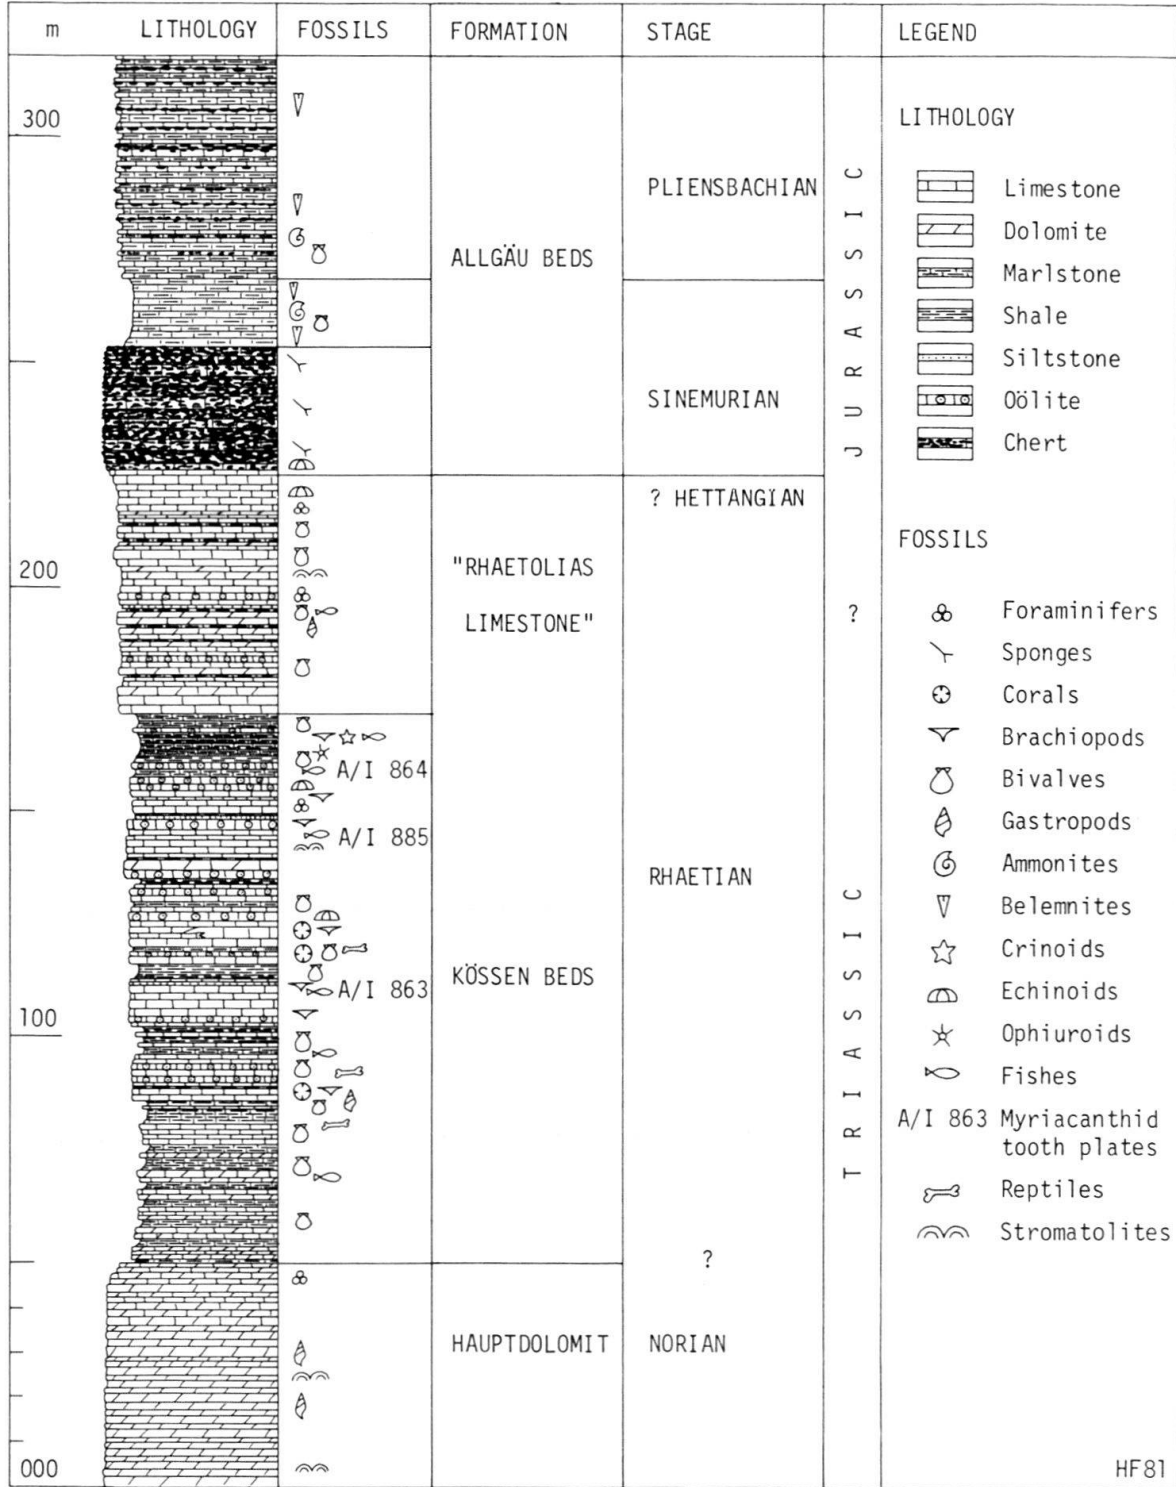 m LITHOLOGY FOSSILS FORMATION STAGE LEGEND
300
200
100
000
A/I 864
A/I 885
A/I 863
ALLGÄU BEDS
"RHAETOLIAS
LIMESTONE"
KÖSSEN BEDS
HAUPTDOLOMIT
PLIENSBACHIAN
SINEMURIAN
? HETTANGIAN
RHAETIAN
?
NORIAN
JURASSIC
?
TRIASSIC
LITHOLOGY
Limestone
Dolomite
Marlstone
Shale
Siltstone
Oölite
Chert
FOSSILS
Foraminifers
Sponges
Corals
Brachiopods
Bivalves
Gastropods
Ammonites
Belemnites
Crinoids
Echinoids
Ophiuroids
Fishes
A/I 863 Myriacanthid
tooth plates
Reptiles
Stromatolites
HF81